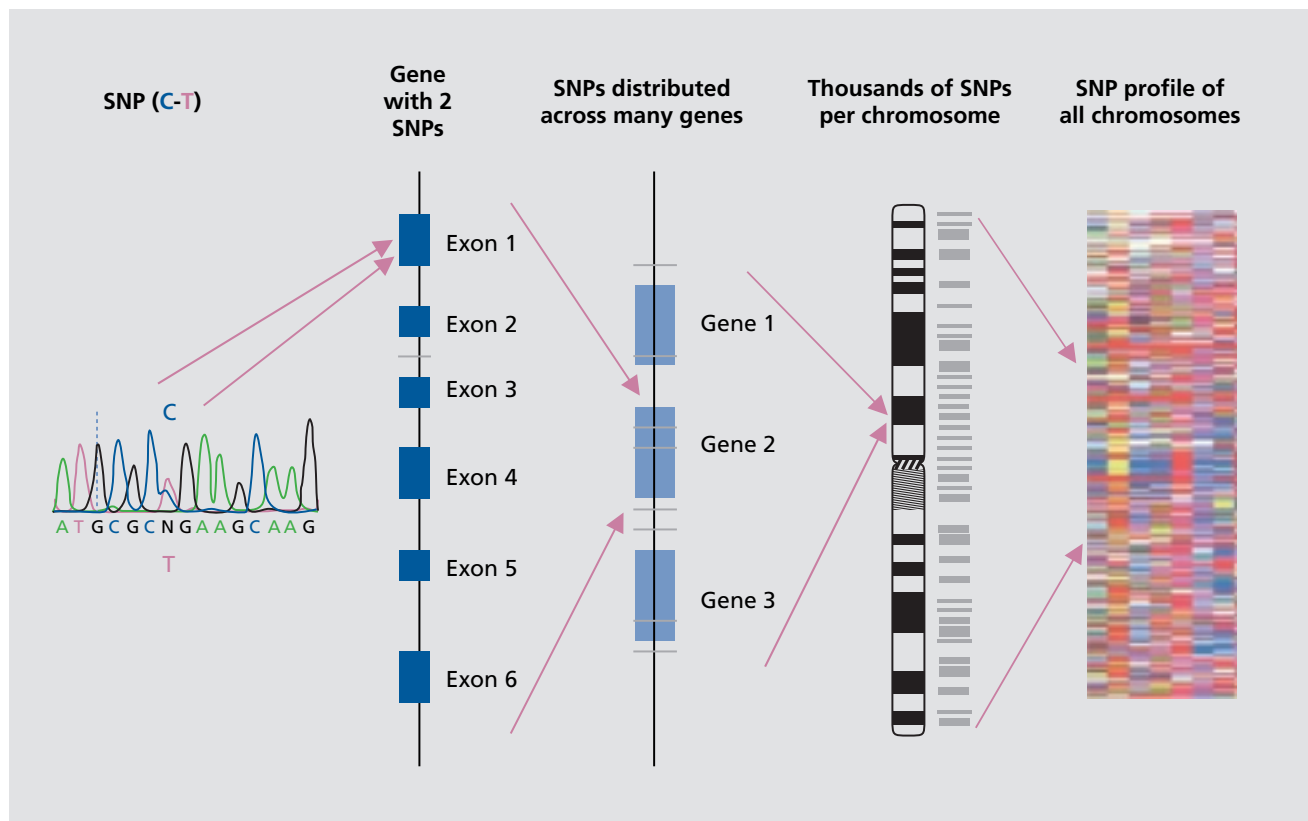 SNP (C-T)
Gene
with 2
SNPs
SNPs distributed
across many genes
Thousands of SNPs
per chromosome
SNP profile of
all chromosomes
Exon 1
Exon 2
Exon 3
Exon 4
Exon 5
Exon 6
C
A T G C G C N G A A G C A A G
T
Gene 1
Gene 2
Gene 3